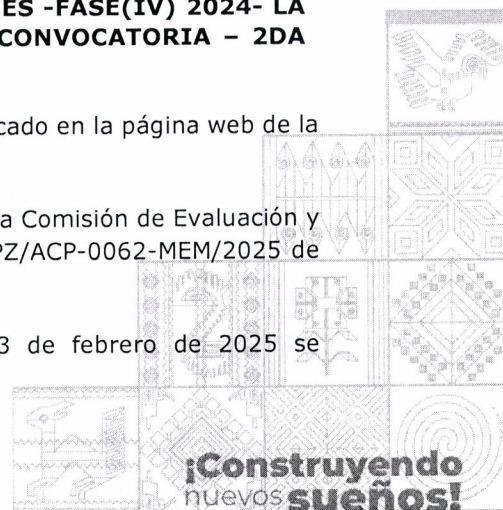 ES -FASE(IV) 2024- LA
CONVOCATORIA – 2DA
cado en la página web de la
a Comisión de Evaluación y
PZ/ACP-0062-MEM/2025 de
3 de febrero de 2025 se
¡Construyendo
nuevos sueños!